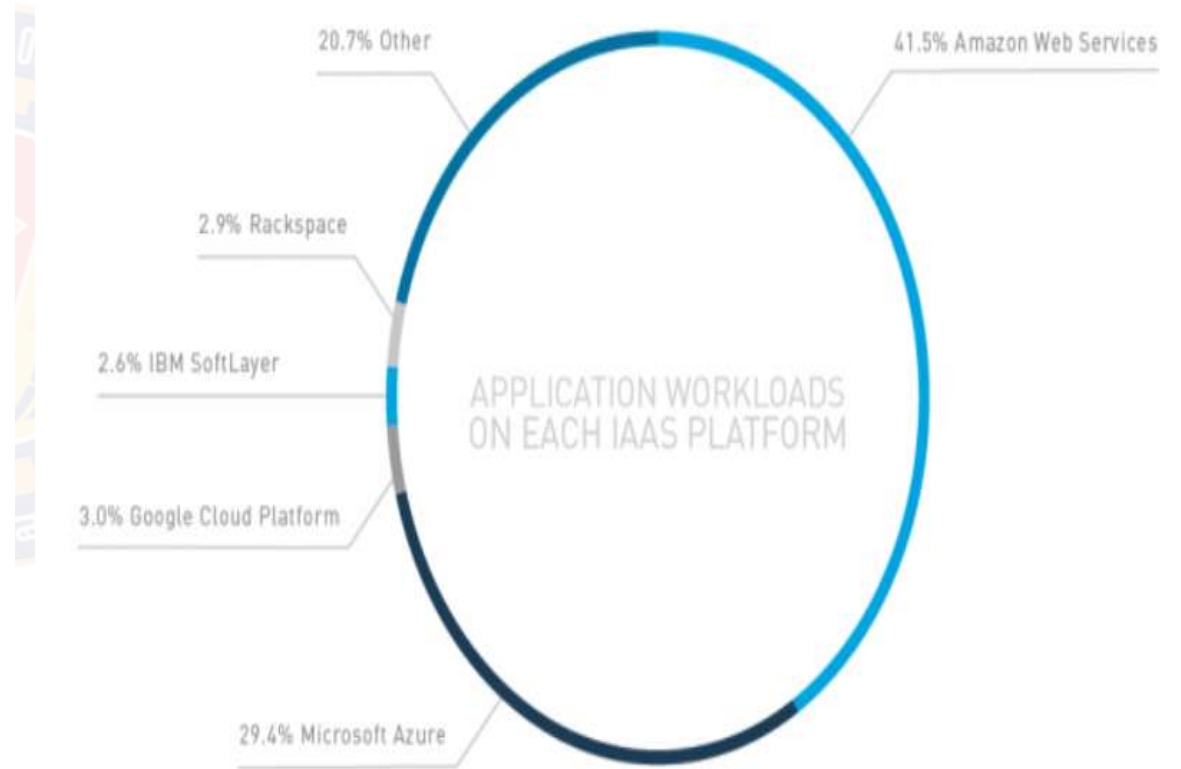 20.7% Other
41.5% Amazon Web Services
2.9% Rackspace
2.6% IBM SoftLayer
APPLICATION WORKLOADS
ON EACH IAAS PLATFORM
3.0% Google Cloud Platform
29.4% Microsoft Azure